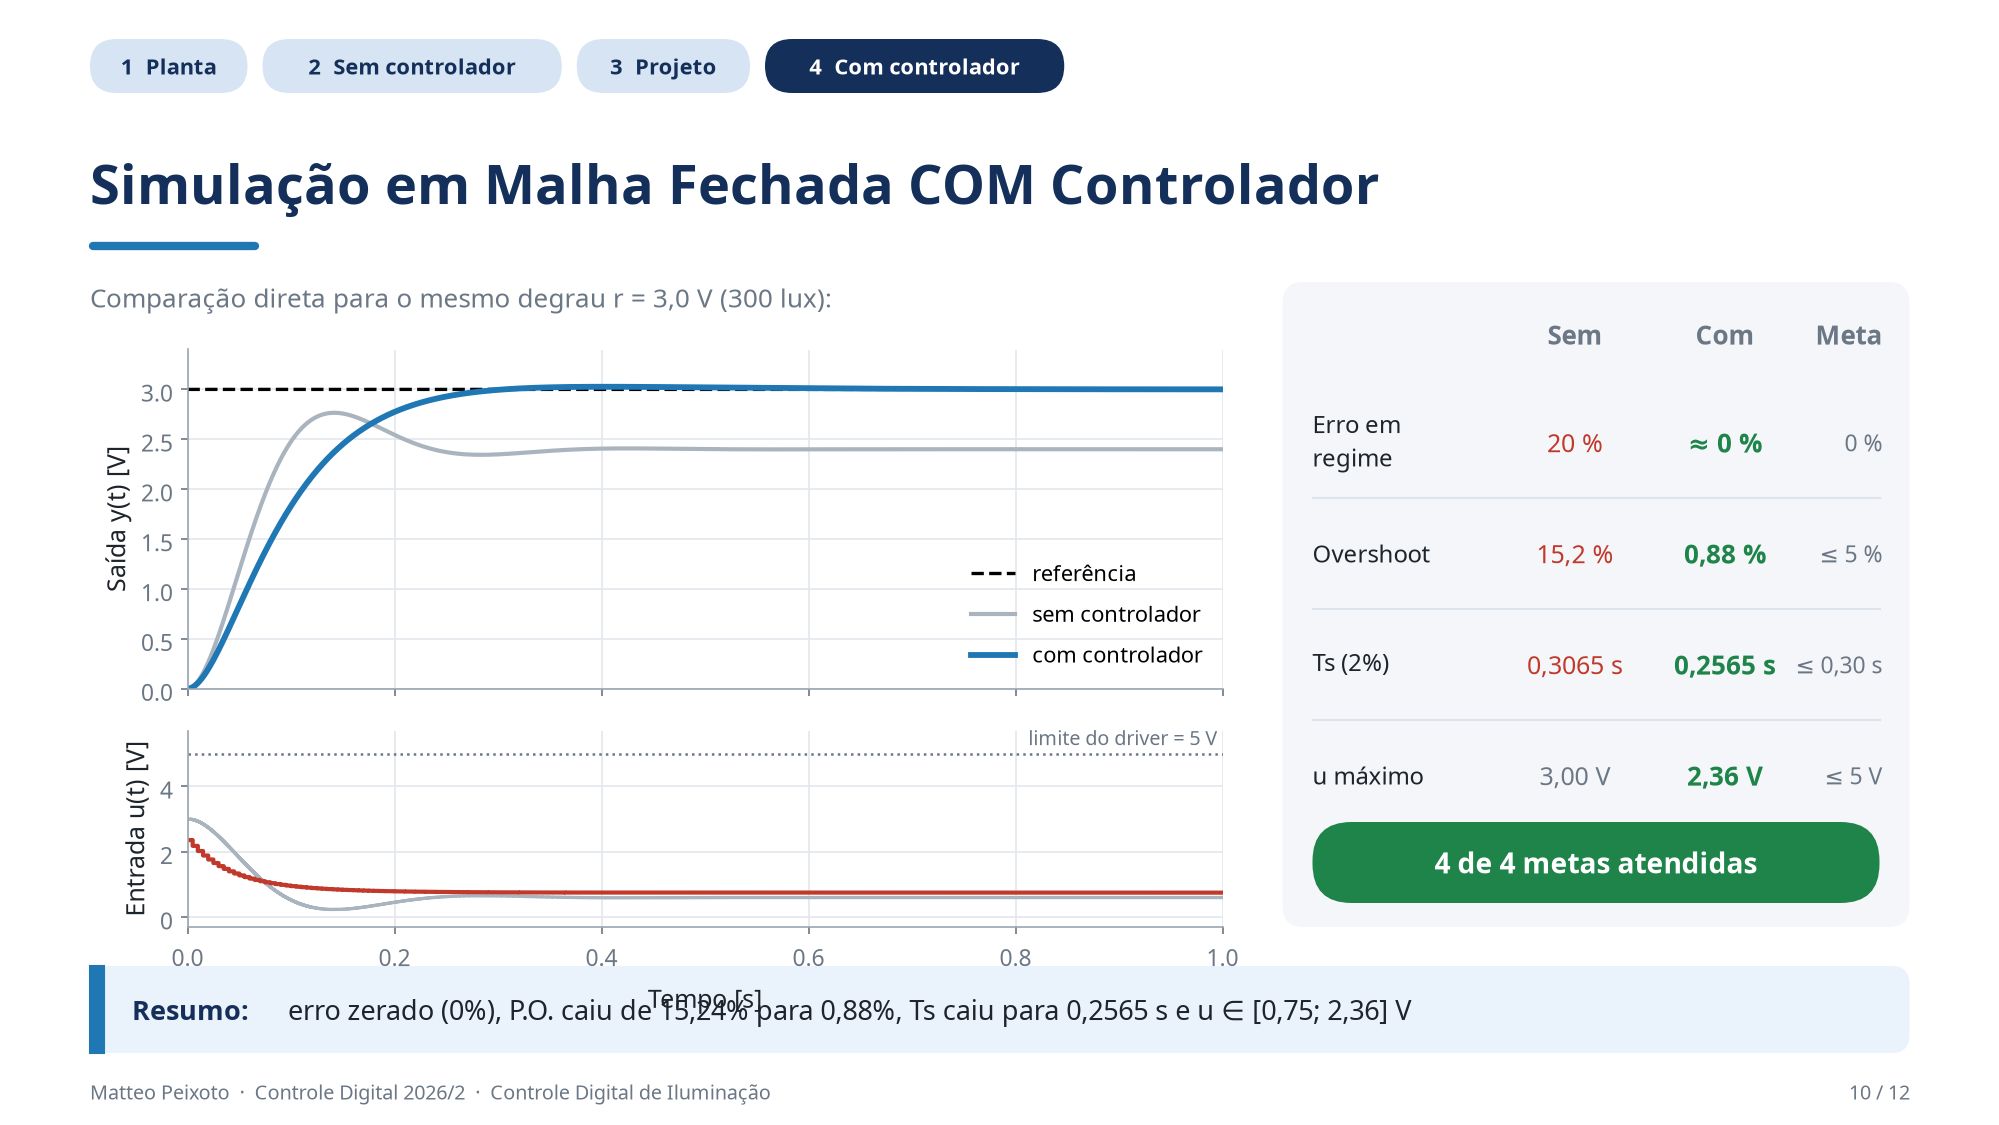 1 Planta
2 Sem controlador
3 Projeto
4 Com controlador
Simulação em Malha Fechada COM Controlador
Comparação direta para o mesmo degrau r = 3,0 V (300 lux):
Saída y(t) [V]
3.0
2.5
2.0
1.5
1.0
0.5
0.0
referência
sem controlador
com controlador
Entrada u(t) [V]
limite do driver = 5 V
4
2
0
0.0 0.2 0.4 0.6 0.8 1.0
Tempo [s]
Sem Com Meta
Erro em
regime
20 % ≈ 0 % 0 %
Overshoot 15,2 % 0,88 % ≤ 5 %
Ts (2%) 0,3065 s 0,2565 s ≤ 0,30 s
u máximo 3,00 V 2,36 V ≤ 5 V
4 de 4 metas atendidas
Resumo: erro zerado (0%), P.O. caiu de 15,24% para 0,88%, Ts caiu para 0,2565 s e u ∈ [0,75; 2,36] V
Matteo Peixoto · Controle Digital 2026/2 · Controle Digital de Iluminação
10 / 12